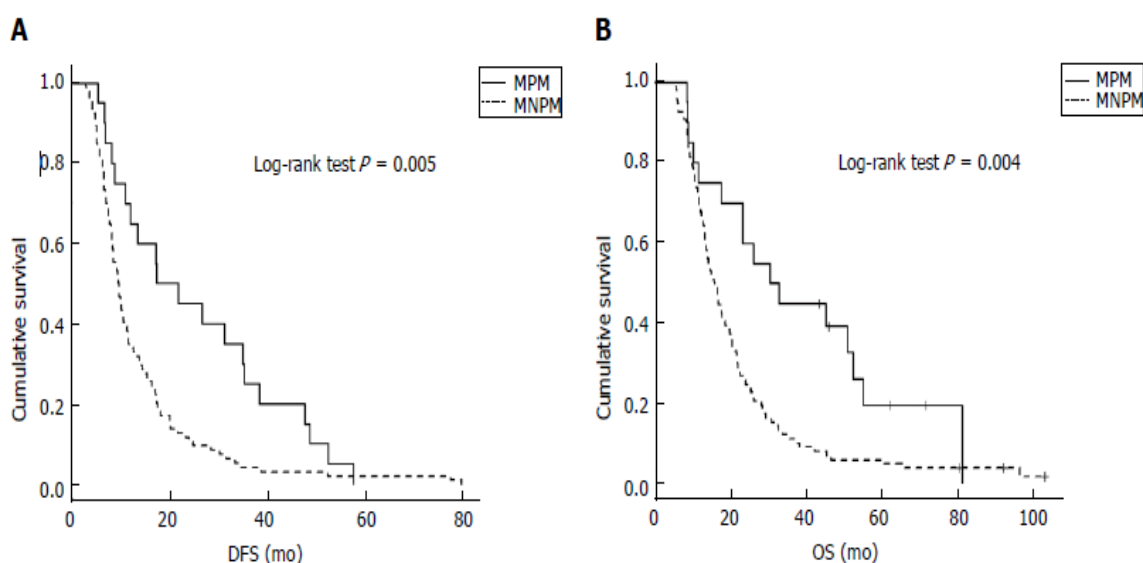 A
1.0
0.8
0.6
0.4
0.2
0.0
Cumulative survival
MPM
MNPM
Log-rank test P = 0.005
0
20
40
60
80
DFS (mo)
B
1.0
0.8
0.6
0.4
0.2
0.0
Cumulative survival
MPM
MNPM
Log-rank test P = 0.004
0
20
40
60
80
100
OS (mo)